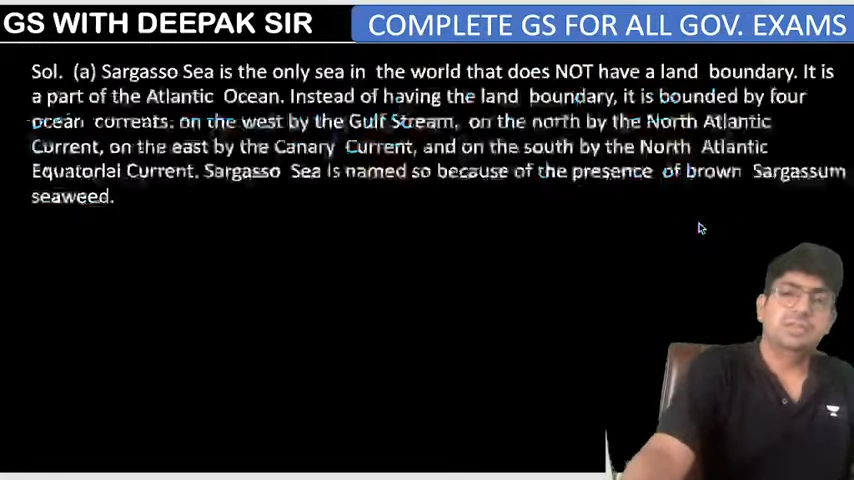 GS WITH DEEPAK SIR
COMPLETE GS FOR ALL GOV. EXAMS
Sol. (a) Sargasso Sea is the only sea in the world that does NOT have a land boundary. It is
a part of the Atlantic Ocean. Instead of having the land boundary, it is bounded by four
ocean currents. on the west by the Gulf Stream, on the north by the North Atlantic
Current, on the east by the Canary Current, and on the south by the North Atlantic
Equatorial Current. Sargasso Sea is named so because of the presence of brown Sargassum
seaweed.